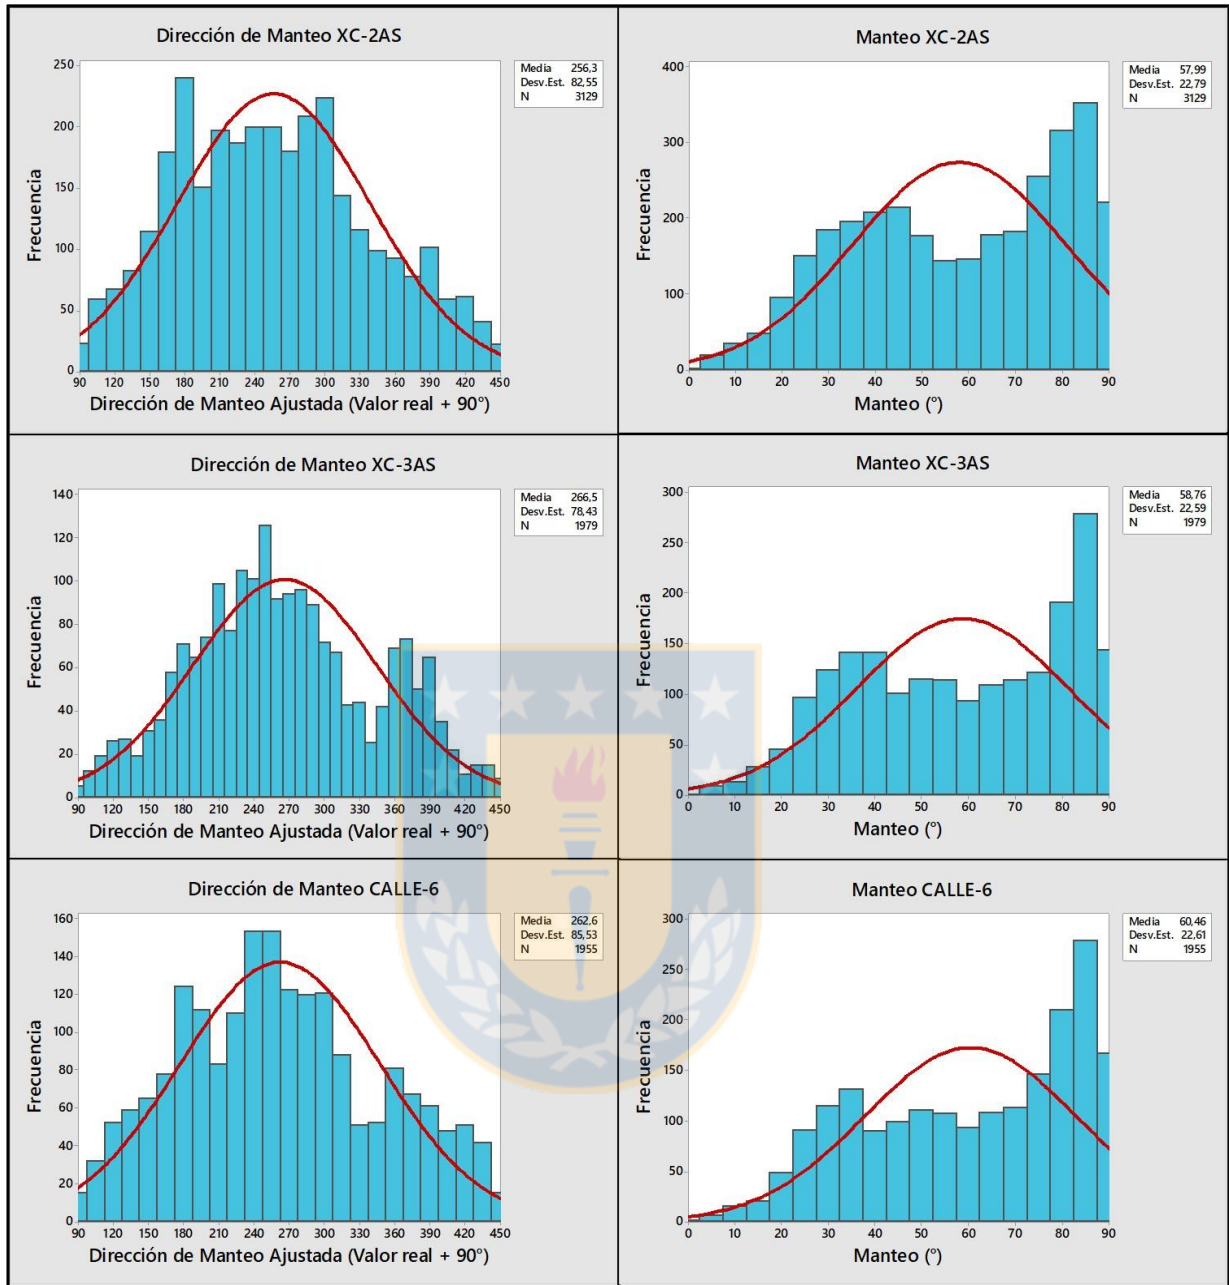 Dirección de Manteo XC-2AS
Media 256,3
Desv.Est. 82,55
N 3129
Frecuencia
250
200
150
100
50
0
90 120 150 180 210 240 270 300 330 360 390 420 450
Dirección de Manteo Ajustada (Valor real + 90°)
Manteo XC-2AS
Media 57,99
Desv.Est. 22,79
N 3129
Frecuencia
400
300
200
100
0
0 10 20 30 40 50 60 70 80 90
Manteo (°)
Dirección de Manteo XC-3AS
Media 266,5
Desv.Est. 78,43
N 1979
Frecuencia
140
120
100
80
60
40
20
0
90 120 150 180 210 240 270 300 330 360 390 420 450
Dirección de Manteo Ajustada (Valor real + 90°)
Manteo XC-3AS
Media 58,76
Desv.Est. 22,59
N 1979
Frecuencia
300
250
200
150
100
50
0
0 10 20 30 40 50 60 70 80 90
Manteo (°)
Dirección de Manteo CALLE-6
Media 262,6
Desv.Est. 85,53
N 1955
Frecuencia
160
140
120
100
80
60
40
20
0
90 120 150 180 210 240 270 300 330 360 390 420 450
Dirección de Manteo Ajustada (Valor real + 90°)
Manteo CALLE-6
Media 60,46
Desv.Est. 22,61
N 1955
Frecuencia
300
250
200
150
100
50
0
0 10 20 30 40 50 60 70 80 90
Manteo (°)